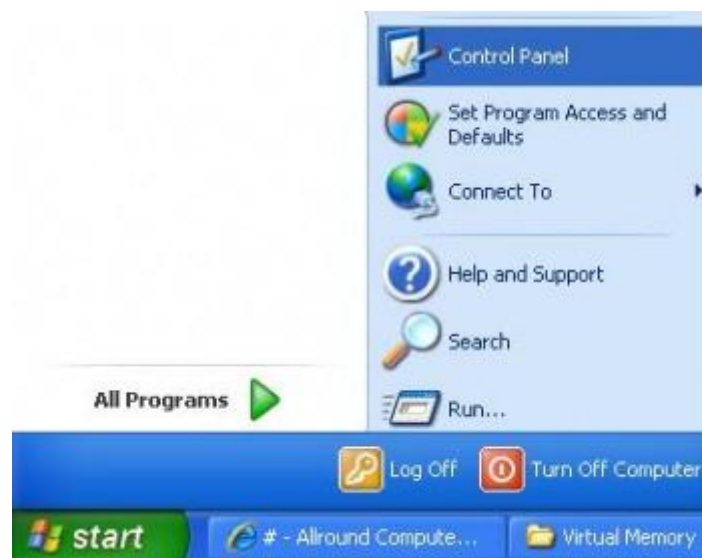 Control Panel
Set Program Access and
Defaults
Connect To
Help and Support
Search
All Programs
Run...
Log Off
Turn Off Computer
start
# - Allround Compute...
Virtual Memory